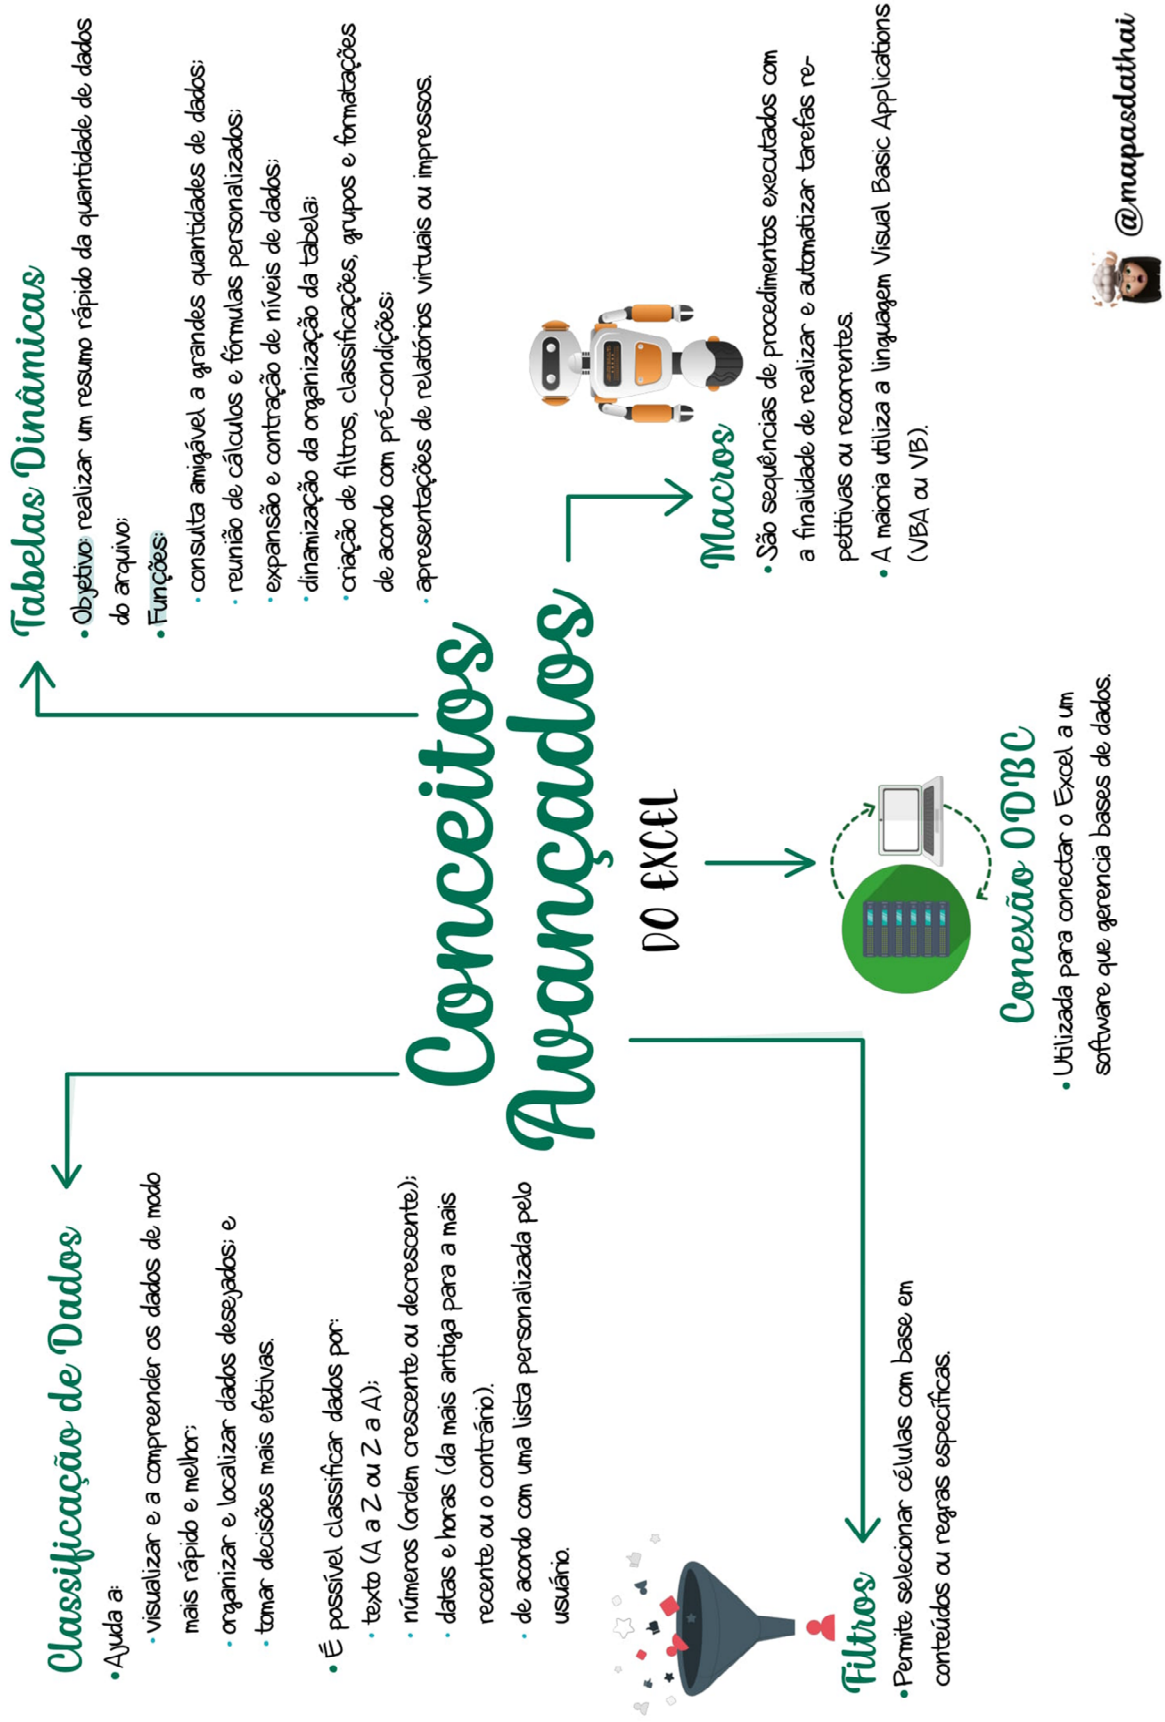 Conceitos
Avançados
DO EXCEL
Classificação de Dados
• Ajuda a:
· visualizar e a compreender os dados de modo
mais rápido e melhor;
· organizar e localizar dados desejados; e
· tomar decisões mais efetivas.
• É possível classificar dados por:
· texto (A a Z ou Z a A);
· números (ordem crescente ou decrescente);
· datas e horas (da mais antiga para a mais
recente ou o contrário).
· de acordo com uma lista personalizada pelo
usuário.
Tabelas Dinâmicas
• Objetivo: realizar um resumo rápido da quantidade de dados
do arquivo;
• Funções:
· consulta amigável a grandes quantidades de dados;
· reunião de cálculos e fórmulas personalizados;
· expansão e contração de níveis de dados;
· dinamização da organização da tabela;
· criação de filtros, classificações, grupos e formatações
de acordo com pré-condições;
· apresentações de relatórios virtuais ou impressos.
Filtros
• Permite selecionar células com base em
conteúdos ou regras específicas.
Conexão ODBC
• Utilizada para conectar o Excel a um
software que gerencia bases de dados.
Macros
• São sequências de procedimentos executados com
a finalidade de realizar e automatizar tarefas re-
petitivas ou recorrentes.
• A maioria utiliza a linguagem Visual Basic Applications
(VBA ou VB).
@mapasdathai